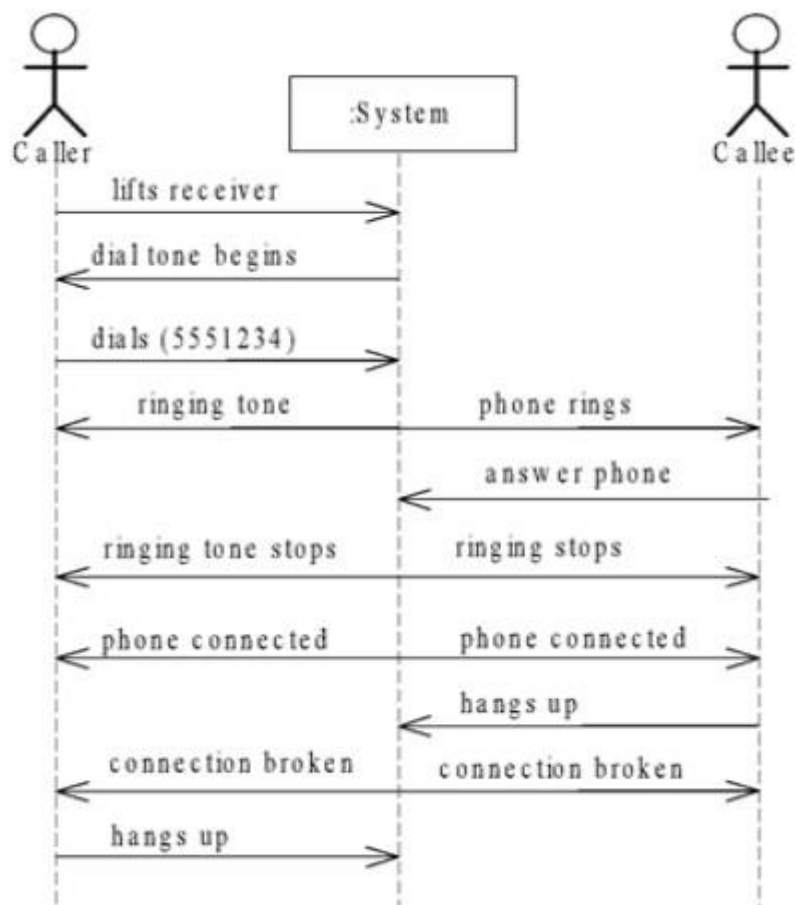 :System
Caller
Callee
lifts receiver
dial tone begins
dials (5551234)
ringing tone
phone rings
answer phone
ringing tone stops
ringing stops
phone connected
phone connected
hangs up
connection broken
connection broken
hangs up